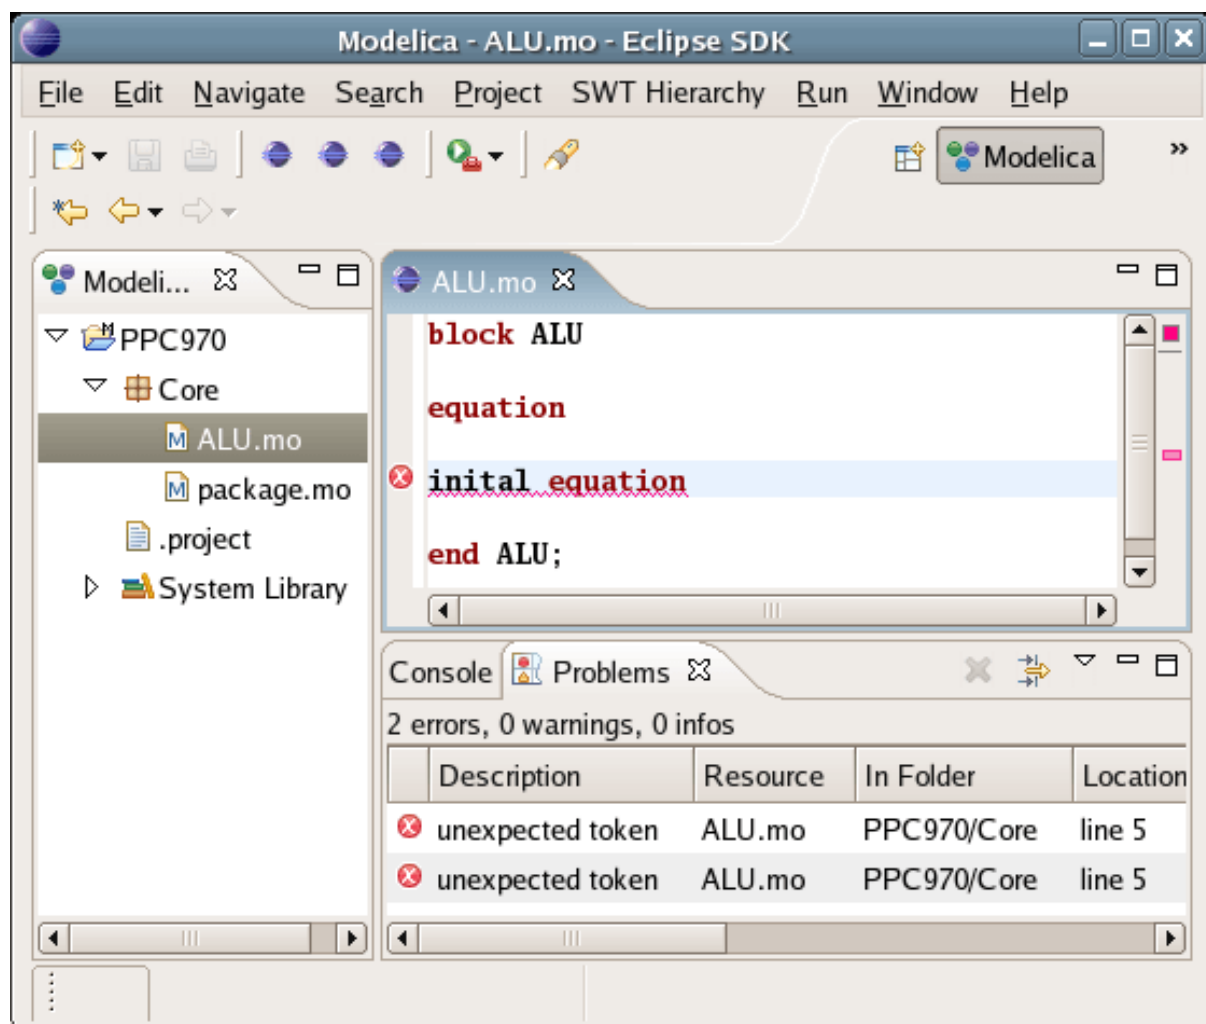 Modelica - ALU.mo - Eclipse SDK
File Edit Navigate Search Project SWT Hierarchy Run Window Help
Modelica »
Modeli...
PPC970
Core
ALU.mo
package.mo
.project
System Library
ALU.mo
block ALU
equation
inital equation
end ALU;
Console Problems
2 errors, 0 warnings, 0 infos
Description Resource In Folder Location
unexpected token ALU.mo PPC970/Core line 5
unexpected token ALU.mo PPC970/Core line 5